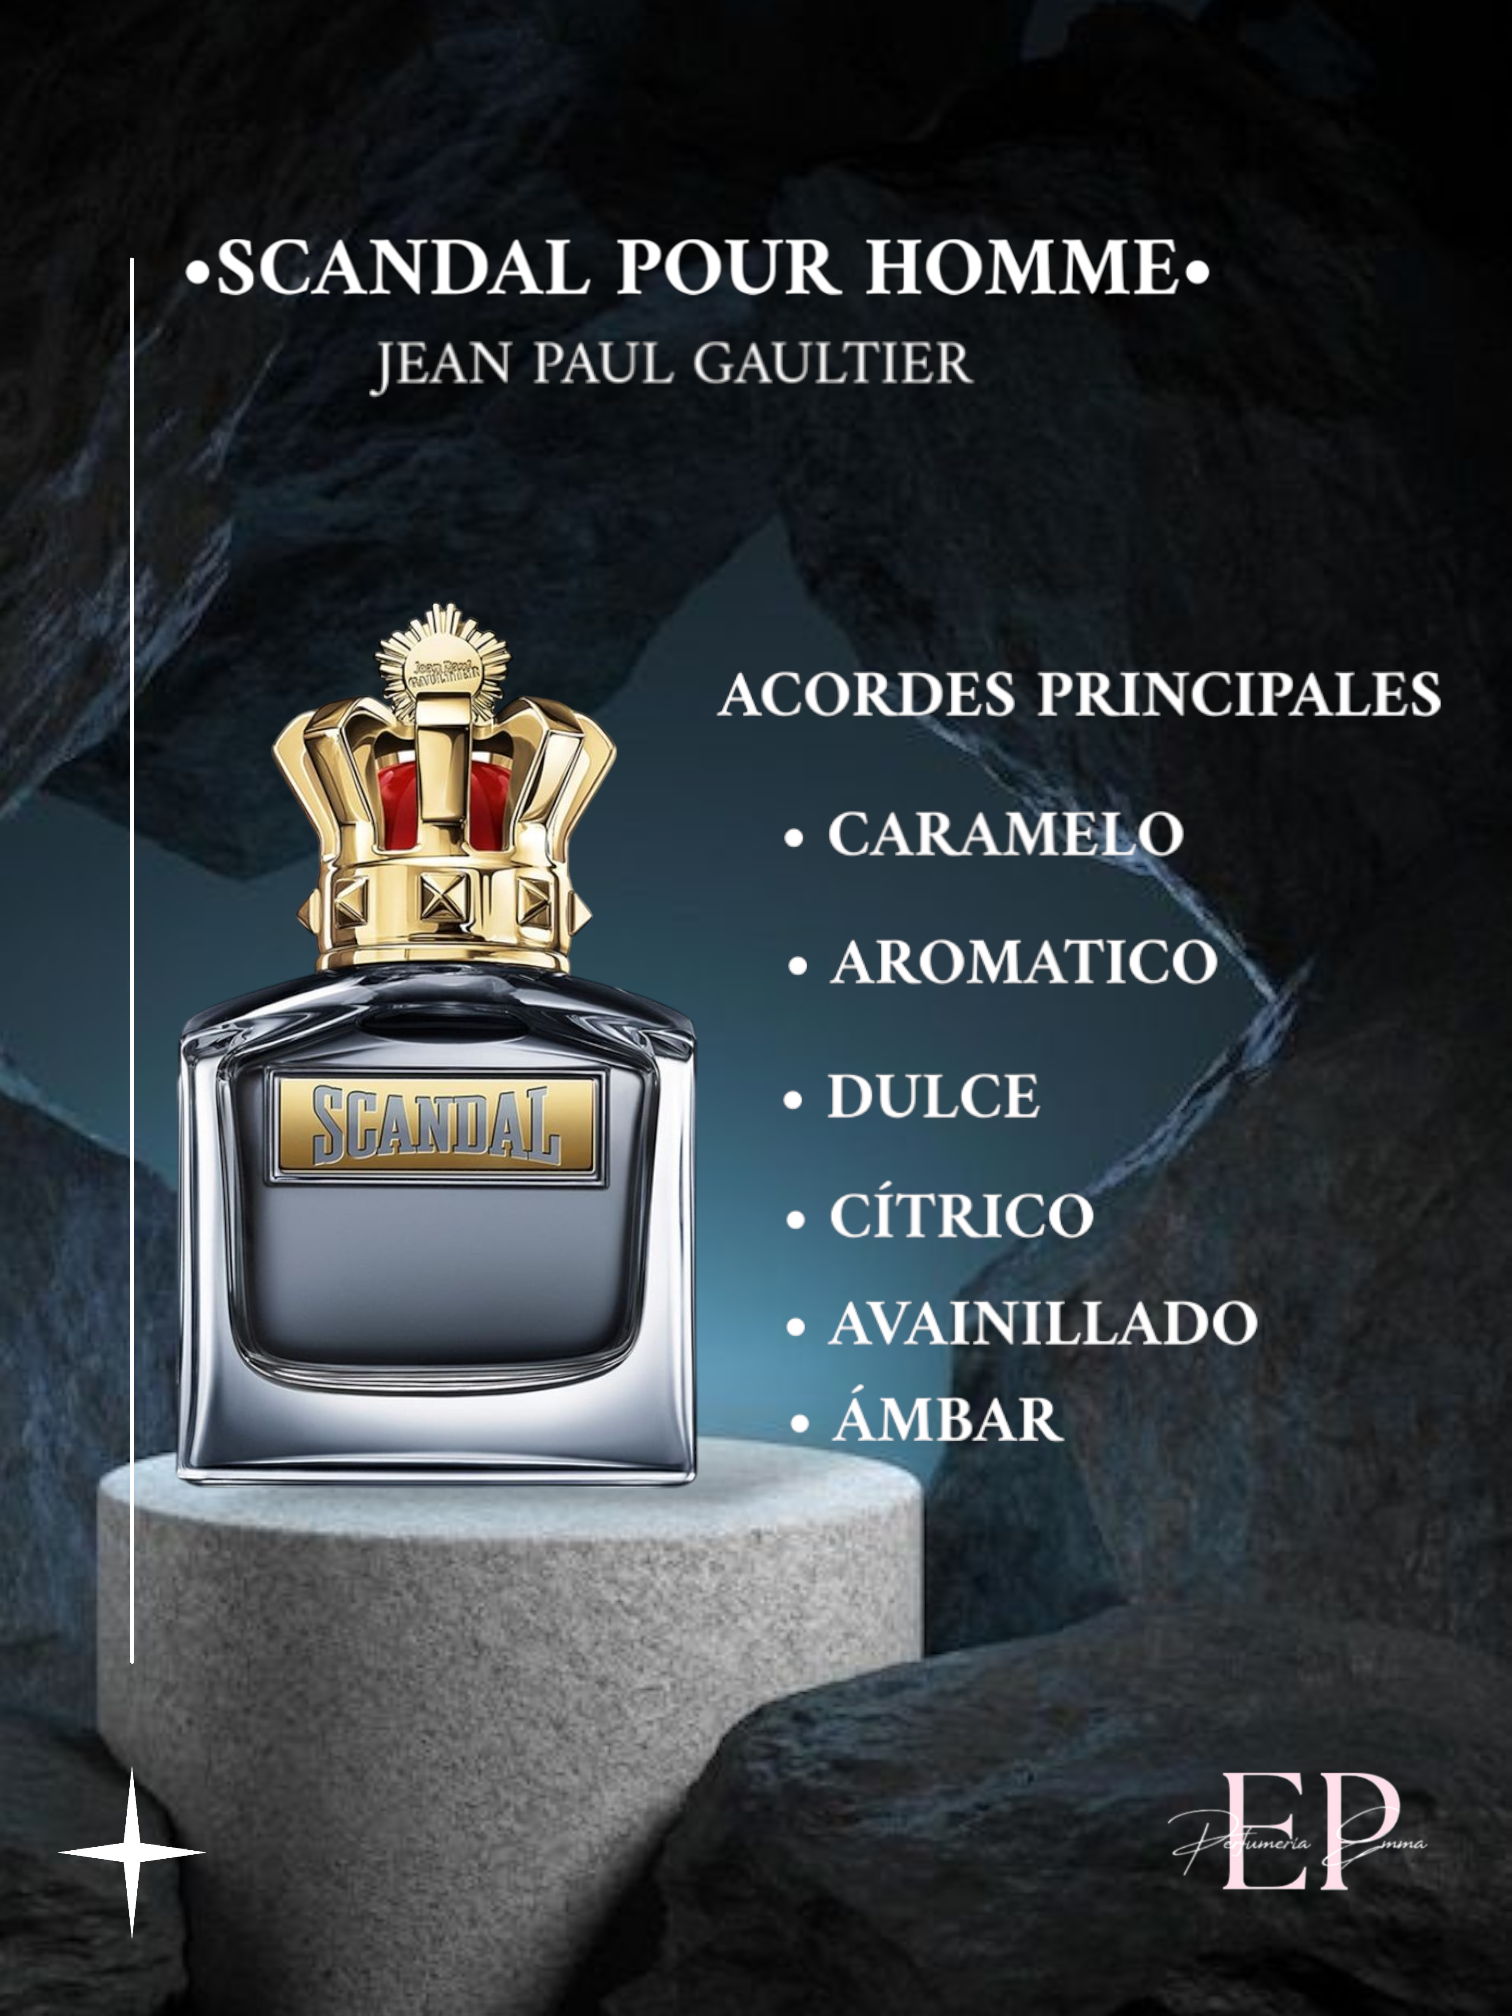 •SCANDAL POUR HOMME•
JEAN PAUL GAULTIER
Jean Paul
GAULTIER
ACORDES PRINCIPALES
• CARAMELO
• AROMATICO
• DULCE
• CÍTRICO
• AVAINILLADO
• ÁMBAR
SCANDAL
EP
Perfumeria Emma